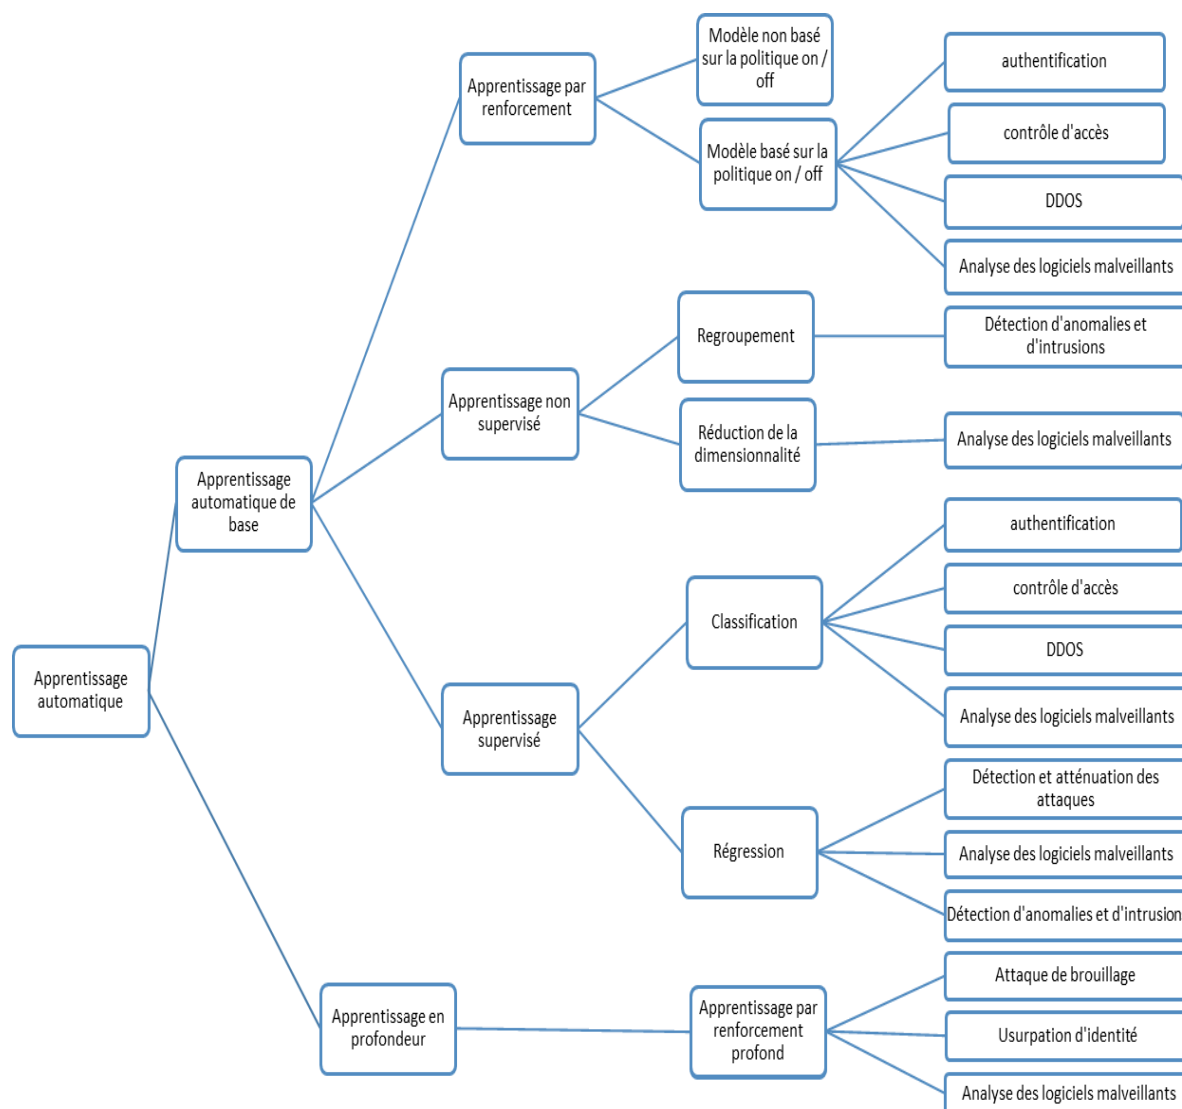 Apprentissage
automatique
Apprentissage
automatique de
base
Apprentissage par
renforcement
Modèle non basé
sur la politique on /
off
Modèle basé sur la
politique on / off
authentification
contrôle d'accès
DDOS
Analyse des logiciels malveillants
Apprentissage non
supervisé
Regroupement
Détection d'anomalies et
d'intrusions
Réduction de la
dimensionnalité
Analyse des logiciels malveillants
Apprentissage
supervisé
Classification
authentification
contrôle d'accès
DDOS
Analyse des logiciels malveillants
Régression
Détection et atténuation des
attaques
Analyse des logiciels malveillants
Détection d'anomalies et d'intrusion
Apprentissage en
profondeur
Apprentissage par
renforcement
profond
Attaque de brouillage
Usurpation d'identité
Analyse des logiciels malveillants